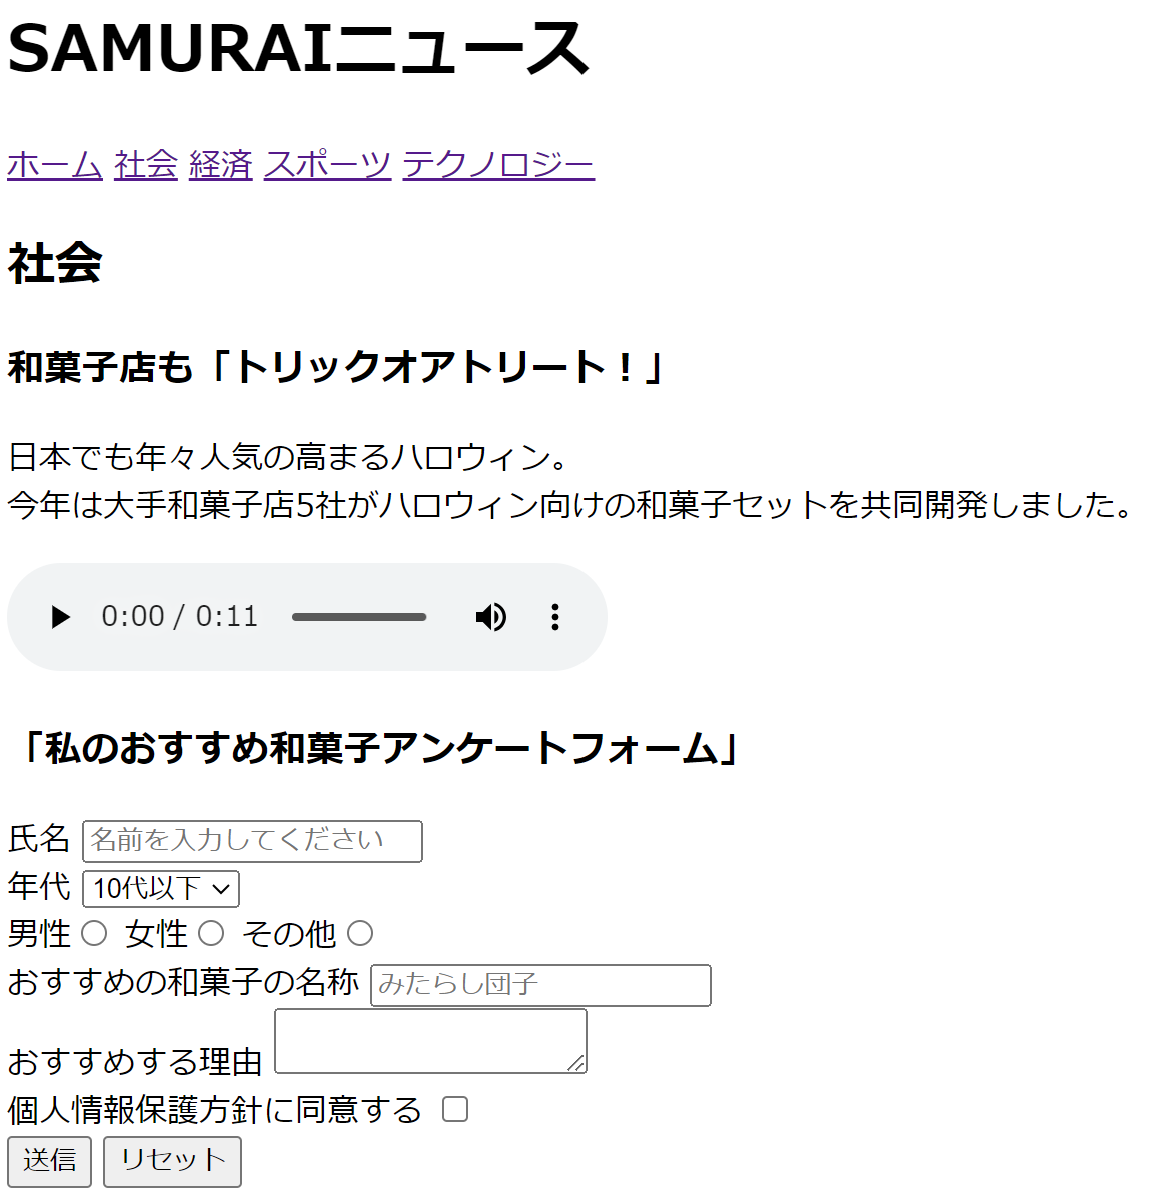 SAMURAIニュース
ホーム 社会 経済 スポーツ テクノロジー
社会
和菓子店も「トリックオアトリート！」
日本でも年々人気の高まるハロウィン。
今年は大手和菓子店5社がハロウィン向けの和菓子セットを共同開発しました。
0:00 / 0:11
「私のおすすめ和菓子アンケートフォーム」
氏名 名前を入力してください
年代 10代以下
男性 女性 その他
おすすめの和菓子の名称 みたらし団子
おすすめする理由
個人情報保護方針に同意する
送信 リセット